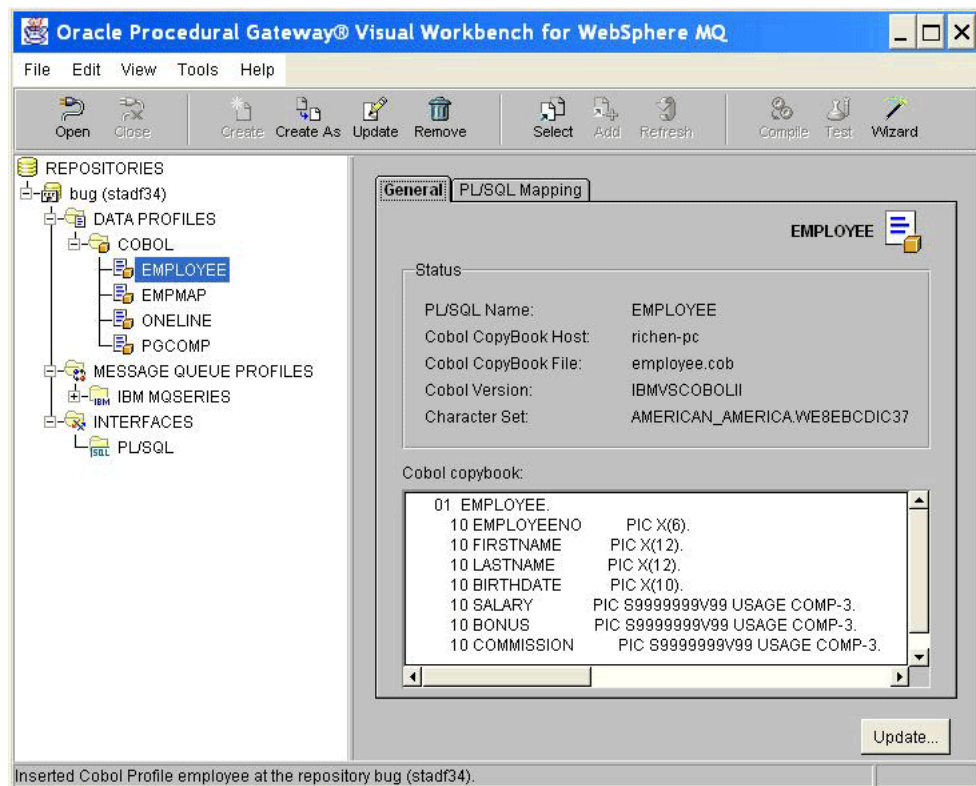 Oracle Procedural Gateway® Visual Workbench for WebSphere MQ
File Edit View Tools Help
Open Close Create Create As Update Remove Select Add Refresh Compile Test Wizard
REPOSITORIES
bug (stadf34)
DATA PROFILES
COBOL
EMPLOYEE
EMPMAP
ONELINE
PGCOMP
MESSAGE QUEUE PROFILES
IBM IBM MQSERIES
INTERFACES
SQL PL/SQL
General PL/SQL Mapping
EMPLOYEE
Status
PL/SQL Name: EMPLOYEE
Cobol CopyBook Host: richen-pc
Cobol CopyBook File: employee.cob
Cobol Version: IBMVSCOBOLII
Character Set: AMERICAN_AMERICA.WE8EBCDIC37
Cobol copybook:
01 EMPLOYEE.
10 EMPLOYEENO PIC X(6).
10 FIRSTNAME PIC X(12).
10 LASTNAME PIC X(12).
10 BIRTHDATE PIC X(10).
10 SALARY PIC S9999999V99 USAGE COMP-3.
10 BONUS PIC S9999999V99 USAGE COMP-3.
10 COMMISSION PIC S9999999V99 USAGE COMP-3.
Update...
Inserted Cobol Profile employee at the repository bug (stadf34).